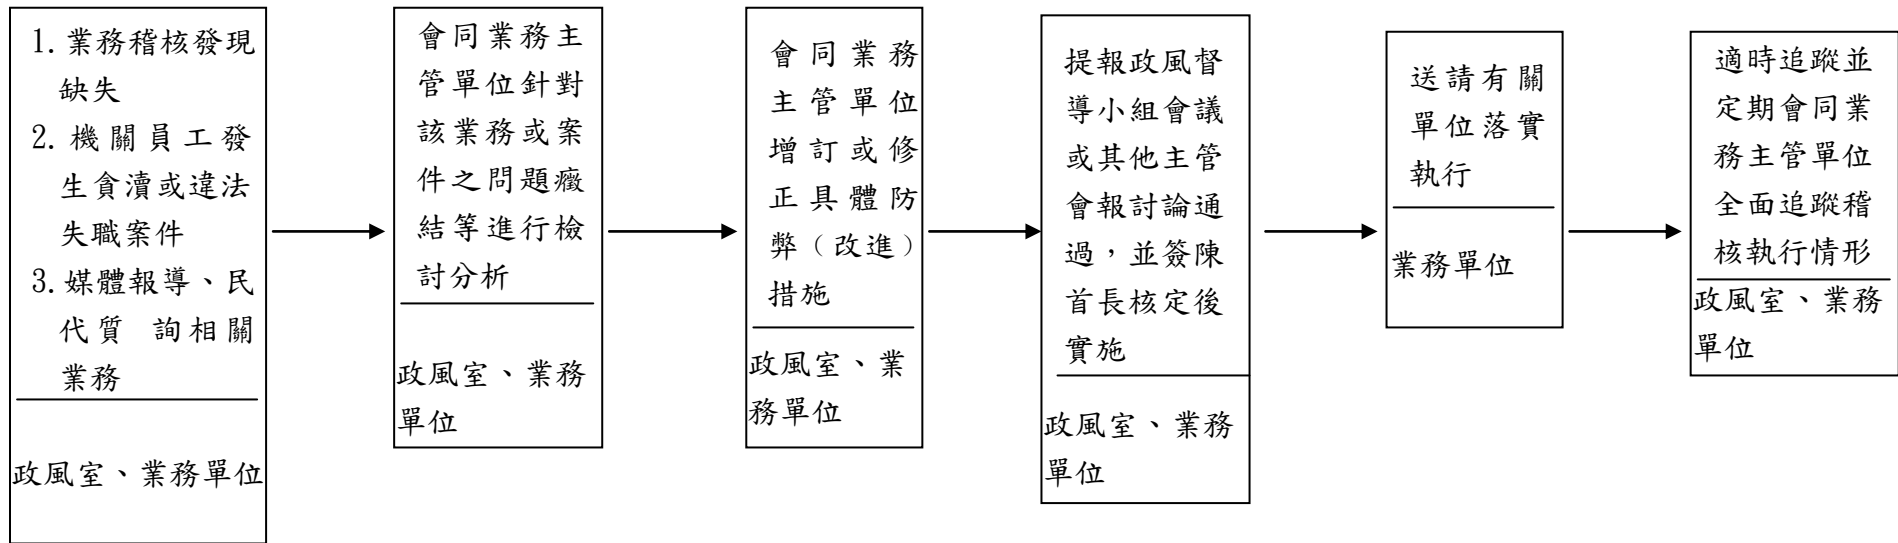 1. 業務稽核發現
缺失
2. 機關員工發
生貪瀆或違法
失職案件
3. 媒體報導、民
代質 詢相關
業務
政風室、業務單位
會同業務主
管單位針對
該業務或案
件之問題癥
結等進行檢
討分析
政風室、業務
單位
會同業務
主管單位
增訂或修
正具體防
弊（改進）
措施
政風室、業
務單位
提報政風督
導小組會議
或其他主管
會報討論通
過，並簽陳
首長核定後
實施
政風室、業務
單位
送請有關
單位落實
執行
業務單位
適時追蹤並
定期會同業
務主管單位
全面追蹤稽
核執行情形
政風室、業務
單位